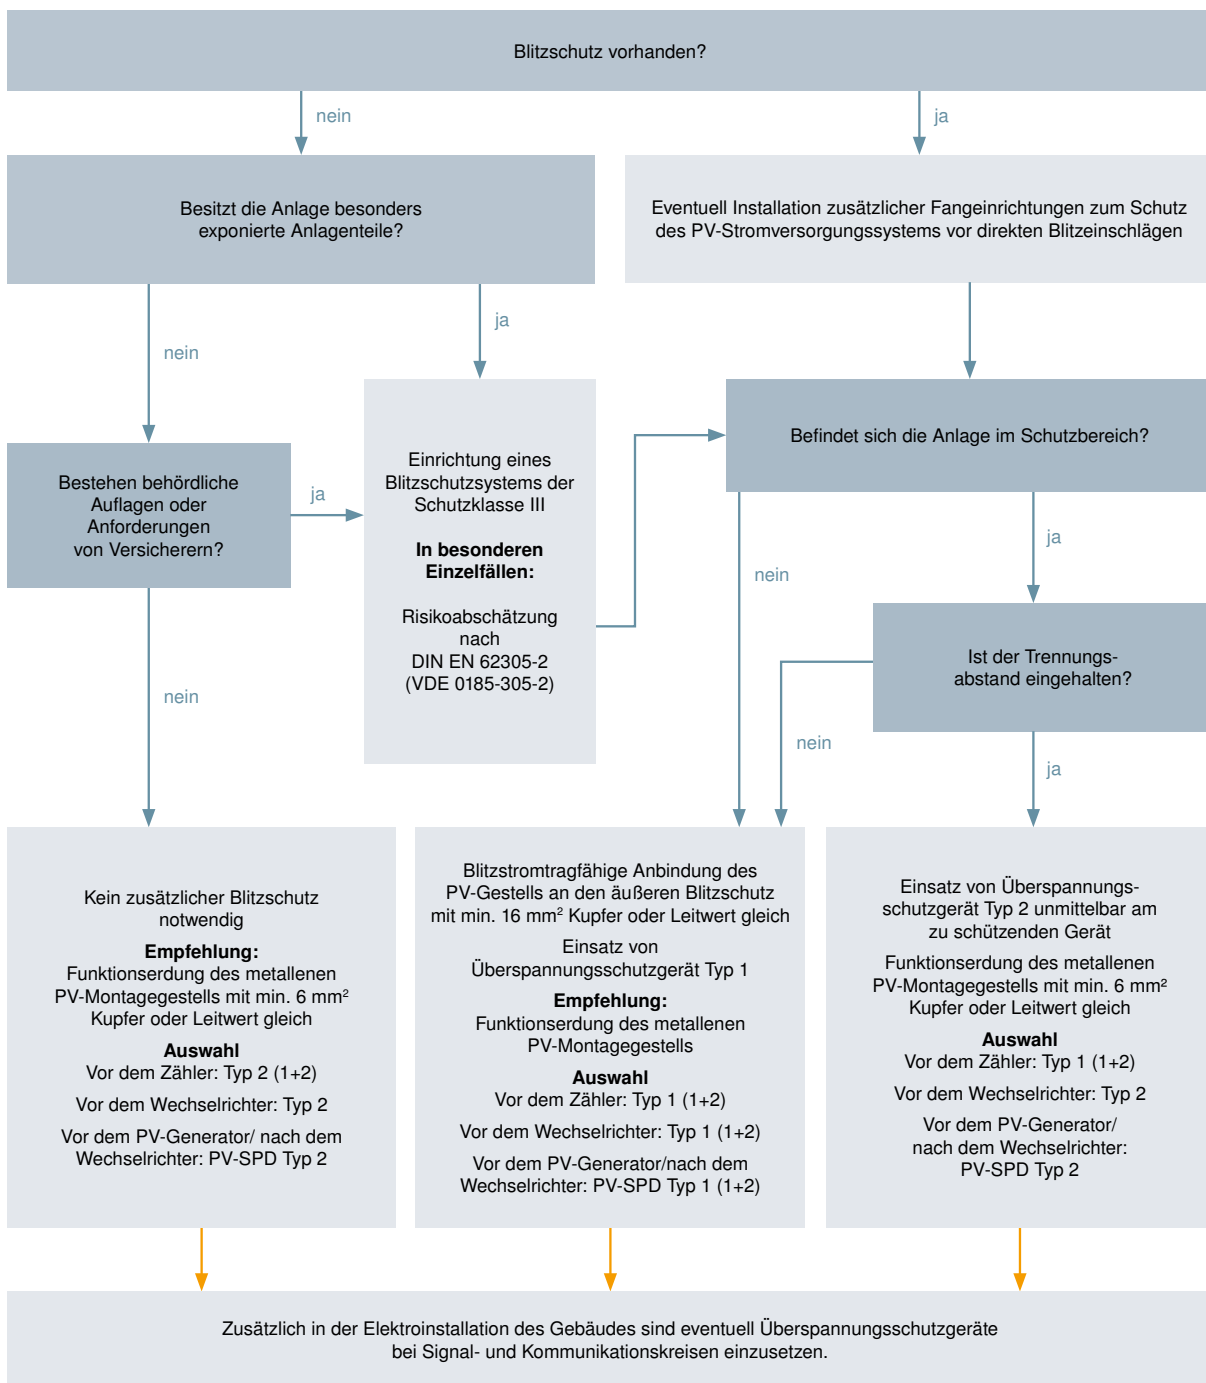 Blitzschutz vorhanden?
nein
ja
Besitzt die Anlage besonders
exponierte Anlagenteile?
Eventuell Installation zusätzlicher Fangeinrichtungen zum Schutz
des PV-Stromversorgungssystems vor direkten Blitzeinschlägen
nein
ja
Bestehen behördliche
Auflagen oder
Anforderungen
von Versicherern?
ja
Einrichtung eines
Blitzschutzsystems der
Schutzklasse III
In besonderen
Einzelfällen:
Risikoabschätzung
nach
DIN EN 62305-2
(VDE 0185-305-2)
Befindet sich die Anlage im Schutzbereich?
nein
ja
Ist der Trennungs-
abstand eingehalten?
nein
nein
ja
Kein zusätzlicher Blitzschutz
notwendig
Empfehlung:
Funktionserdung des metallenen
PV-Montagegestells mit min. 6 mm²
Kupfer oder Leitwert gleich
Auswahl
Vor dem Zähler: Typ 2 (1+2)
Vor dem Wechselrichter: Typ 2
Vor dem PV-Generator/ nach dem
Wechselrichter: PV-SPD Typ 2
Blitzstromtragfähige Anbindung des
PV-Gestells an den äußeren Blitzschutz
mit min. 16 mm² Kupfer oder Leitwert gleich
Einsatz von
Überspannungsschutzgerät Typ 1
Empfehlung:
Funktionserdung des metallenen
PV-Montagegestells
Auswahl
Vor dem Zähler: Typ 1 (1+2)
Vor dem Wechselrichter: Typ 1 (1+2)
Vor dem PV-Generator/nach dem
Wechselrichter: PV-SPD Typ 1 (1+2)
Einsatz von Überspannungs-
schutzgerät Typ 2 unmittelbar am
zu schützenden Gerät
Funktionserdung des metallenen
PV-Montagegestells mit min. 6 mm²
Kupfer oder Leitwert gleich
Auswahl
Vor dem Zähler: Typ 1 (1+2)
Vor dem Wechselrichter: Typ 2
Vor dem PV-Generator/
nach dem Wechselrichter:
PV-SPD Typ 2
Zusätzlich in der Elektroinstallation des Gebäudes sind eventuell Überspannungsschutzgeräte
bei Signal- und Kommunikationskreisen einzusetzen.